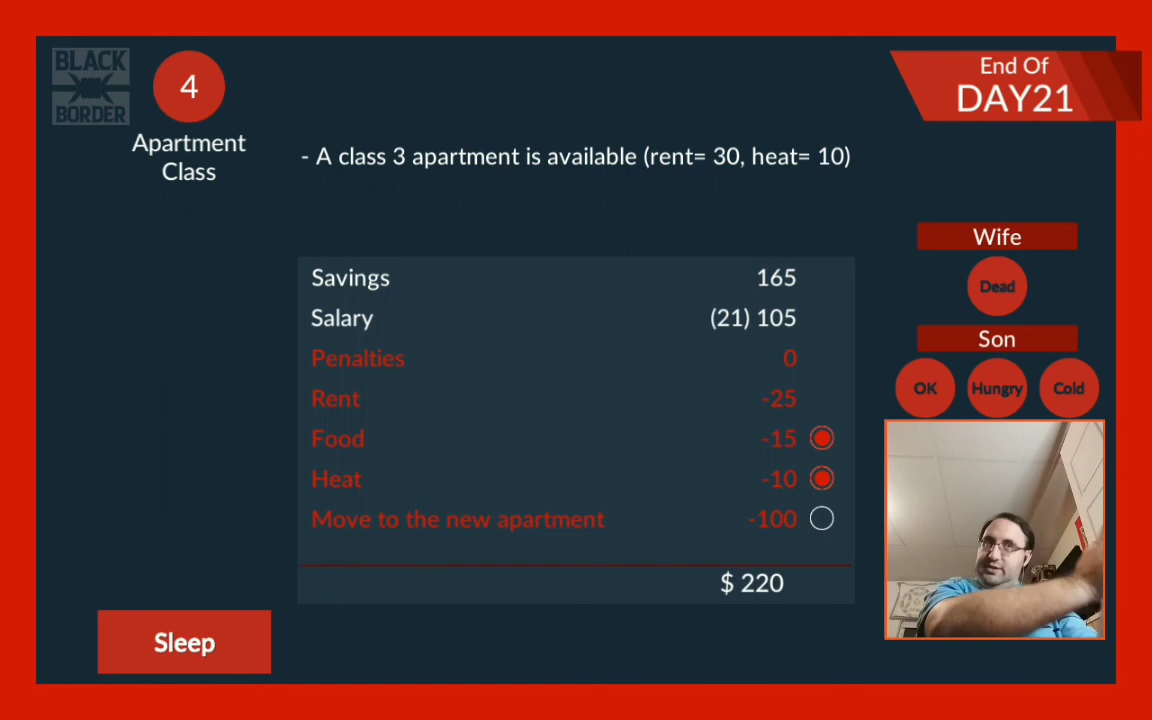 BLACK
BORDER
4
Apartment
Class
End Of
DAY21
- A class 3 apartment is available (rent= 30, heat= 10)
Savings 165
Salary (21) 105
Penalties 0
Rent -25
Food -15
Heat -10
Move to the new apartment -100
$ 220
Wife
Dead
Son
OK Hungry Cold
Sleep